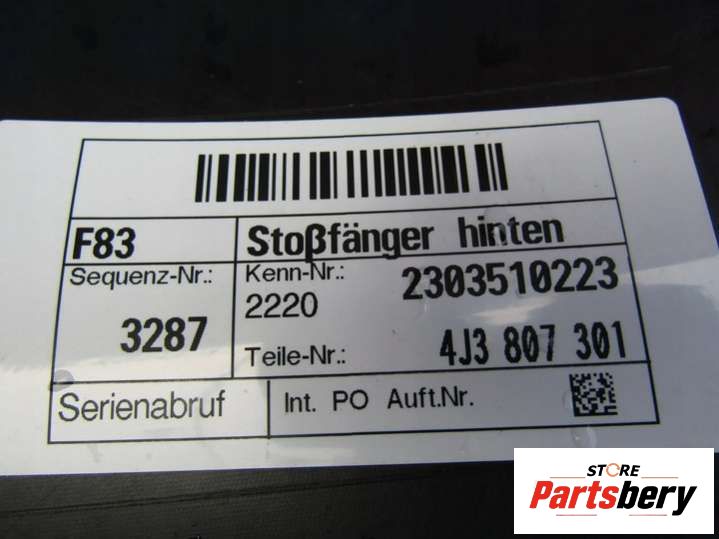 F83
Stoßfänger hinten
Sequenz-Nr.:
3287
Kenn-Nr.: 2303510223
2220
Teile-Nr.: 4J3 807 301
Serienabruf
Int. PO Auft.Nr.
STORE
Partsbery